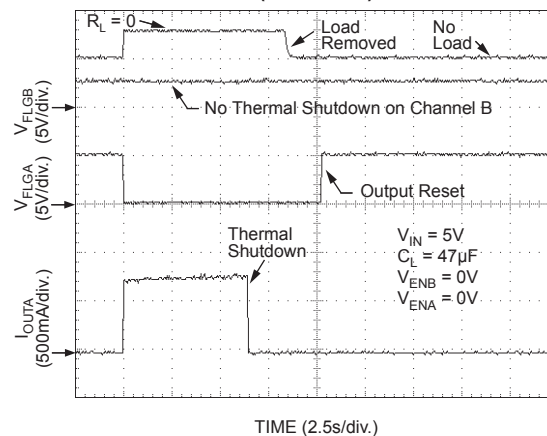 R_L = 0
Load
Removed
No
Load
No Thermal Shutdown on Channel B
V_FLGB
(5V/div.)
V_FLGA
(5V/div.)
Output Reset
Thermal
Shutdown
V_IN = 5V
C_L = 47µF
V_ENB = 0V
V_ENA = 0V
I_OUTA
(500mA/div.)
TIME (2.5s/div.)